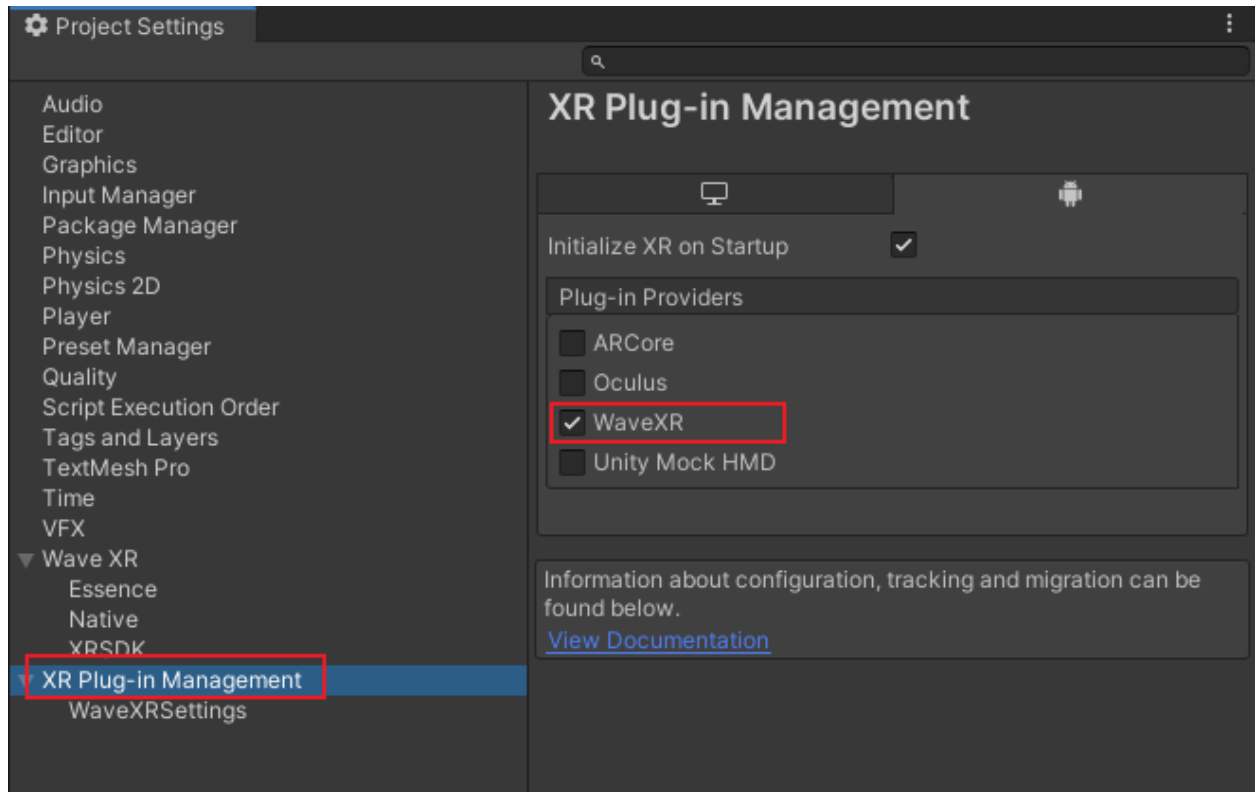 Project Settings
Audio
Editor
Graphics
Input Manager
Package Manager
Physics
Physics 2D
Player
Preset Manager
Quality
Script Execution Order
Tags and Layers
TextMesh Pro
Time
VFX
Wave XR
Essence
Native
XRSDK
XR Plug-in Management
WaveXRSettings
XR Plug-in Management
Initialize XR on Startup
Plug-in Providers
ARCore
Oculus
WaveXR
Unity Mock HMD
Information about configuration, tracking and migration can be
found below.
View Documentation